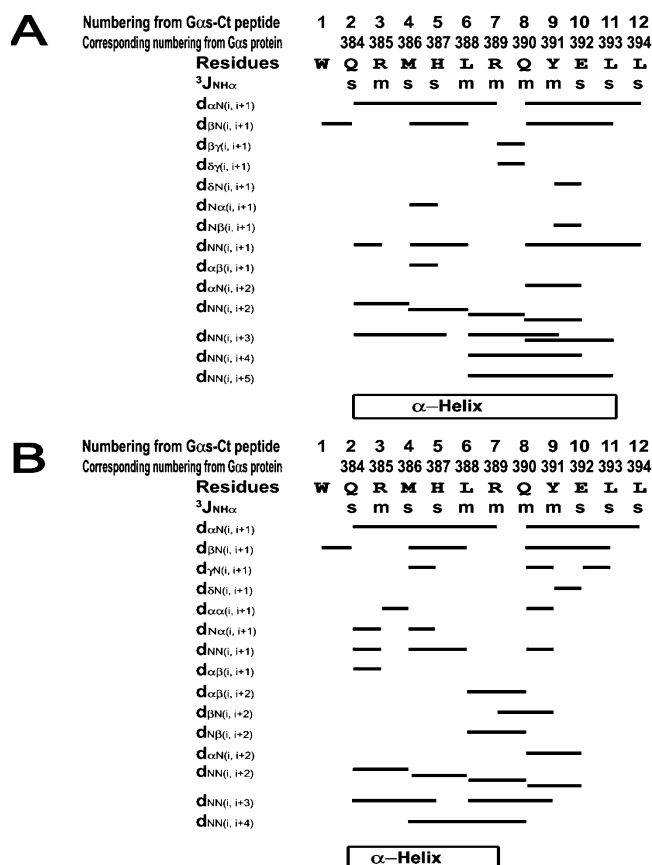 A
Numbering from Gαs-Ct peptide 1 2 3 4 5 6 7 8 9 10 11 12
Corresponding numbering from Gαs protein 384 385 386 387 388 389 390 391 392 393 394
Residues W Q R M H L R Q Y E L L
³JNHα s m s s m m m m s s m
dαN(i, i+1)
dβN(i, i+1)
dβγ(i, i+1)
dδγ(i, i+1)
dδN(i, i+1)
dNα(i, i+1)
dNβ(i, i+1)
dNN(i, i+1)
dαβ(i, i+1)
dαN(i, i+2)
dNN(i, i+2)
dNN(i, i+3)
dNN(i, i+4)
dNN(i, i+5)
α–Helix
B
Numbering from Gαs-Ct peptide 1 2 3 4 5 6 7 8 9 10 11 12
Corresponding numbering from Gαs protein 384 385 386 387 388 389 390 391 392 393 394
Residues W Q R M H L R Q Y E L L
³JNHα s m s s m m m m s s m
dαN(i, i+1)
dβN(i, i+1)
dγN(i, i+1)
dδN(i, i+1)
dαα(i, i+1)
dNα(i, i+1)
dNN(i, i+1)
dαβ(i, i+1)
dαβ(i, i+2)
dβN(i, i+2)
dNβ(i, i+2)
dαN(i, i+2)
dNN(i, i+2)
dNN(i, i+3)
dNN(i, i+4)
α–Helix